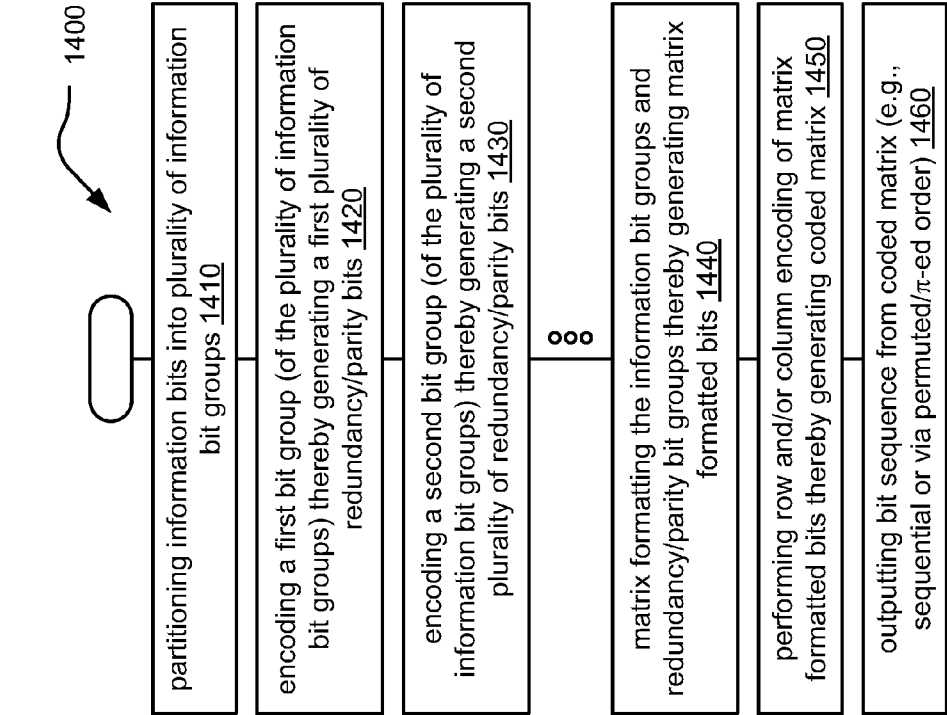 1400
partitioning information bits into plurality of information
bit groups 1410
encoding a first bit group (of the plurality of information
bit groups) thereby generating a first plurality of
redundancy/parity bits 1420
encoding a second bit group (of the plurality of
information bit groups) thereby generating a second
plurality of redundancy/parity bits 1430
matrix formatting the information bit groups and
redundancy/parity bit groups thereby generating matrix
formatted bits 1440
performing row and/or column encoding of matrix
formatted bits thereby generating coded matrix 1450
outputting bit sequence from coded matrix (e.g.,
sequential or via permuted/π-ed order) 1460